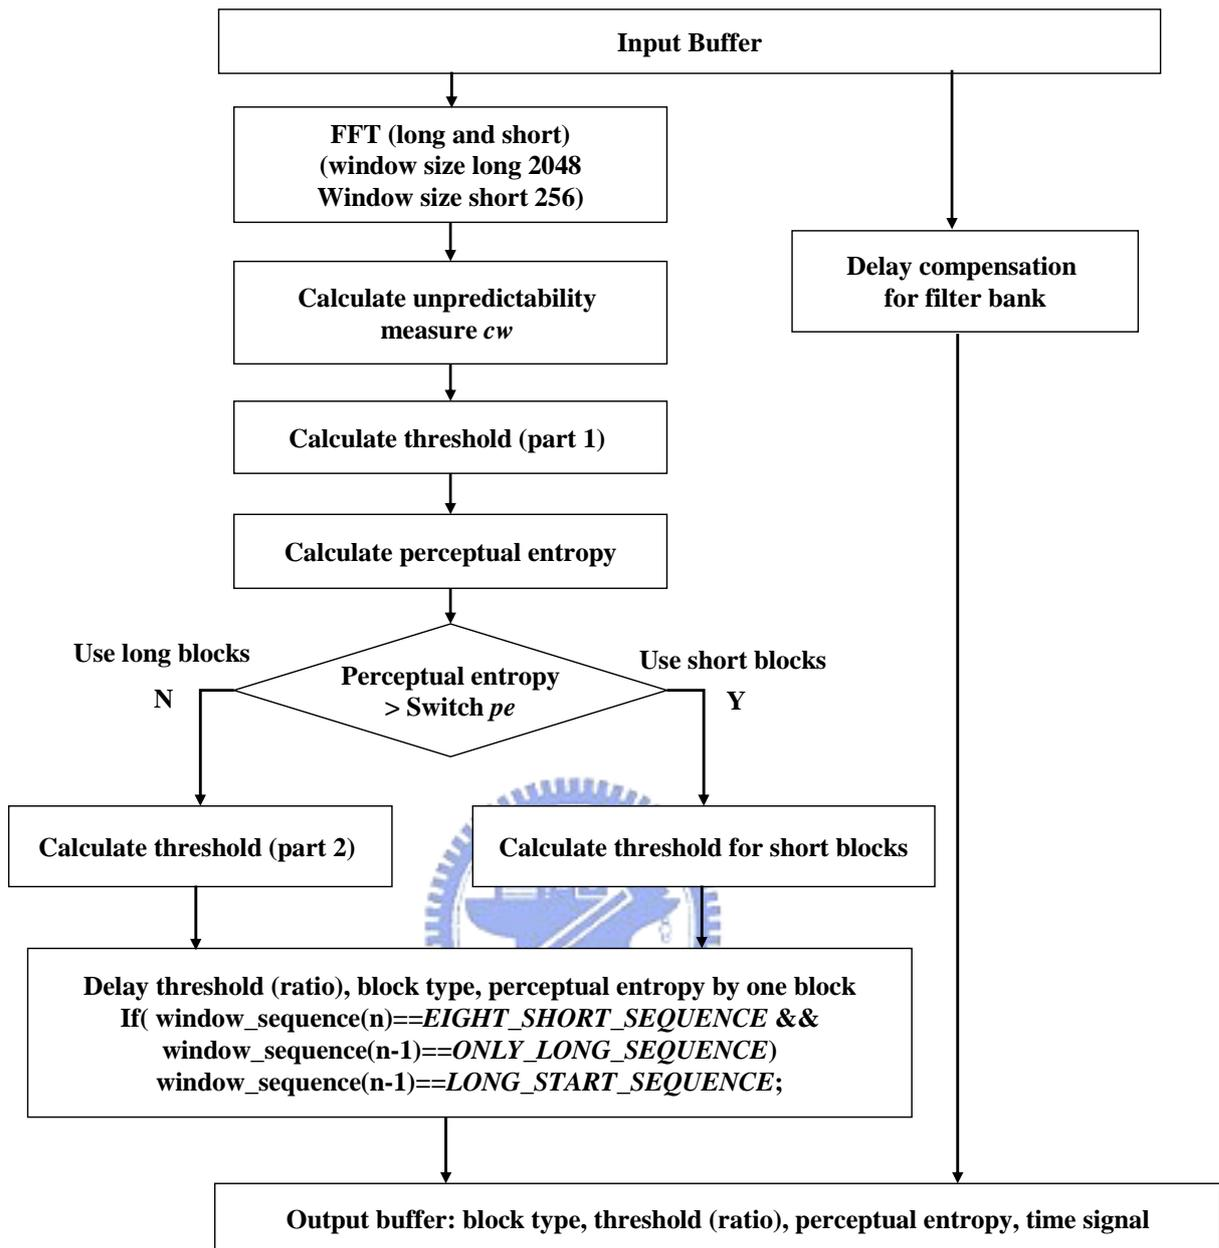 Input Buffer
FFT (long and short)
(window size long 2048
Window size short 256)
Delay compensation
for filter bank
Calculate unpredictability
measure cw
Calculate threshold (part 1)
Calculate perceptual entropy
Use long blocks
N
Perceptual entropy
> Switch pe
Use short blocks
Y
Calculate threshold (part 2)
Calculate threshold for short blocks
Delay threshold (ratio), block type, perceptual entropy by one block
If( window_sequence(n)==EIGHT_SHORT_SEQUENCE &&
window_sequence(n-1)==ONLY_LONG_SEQUENCE)
window_sequence(n-1)==LONG_START_SEQUENCE;
Output buffer: block type, threshold (ratio), perceptual entropy, time signal